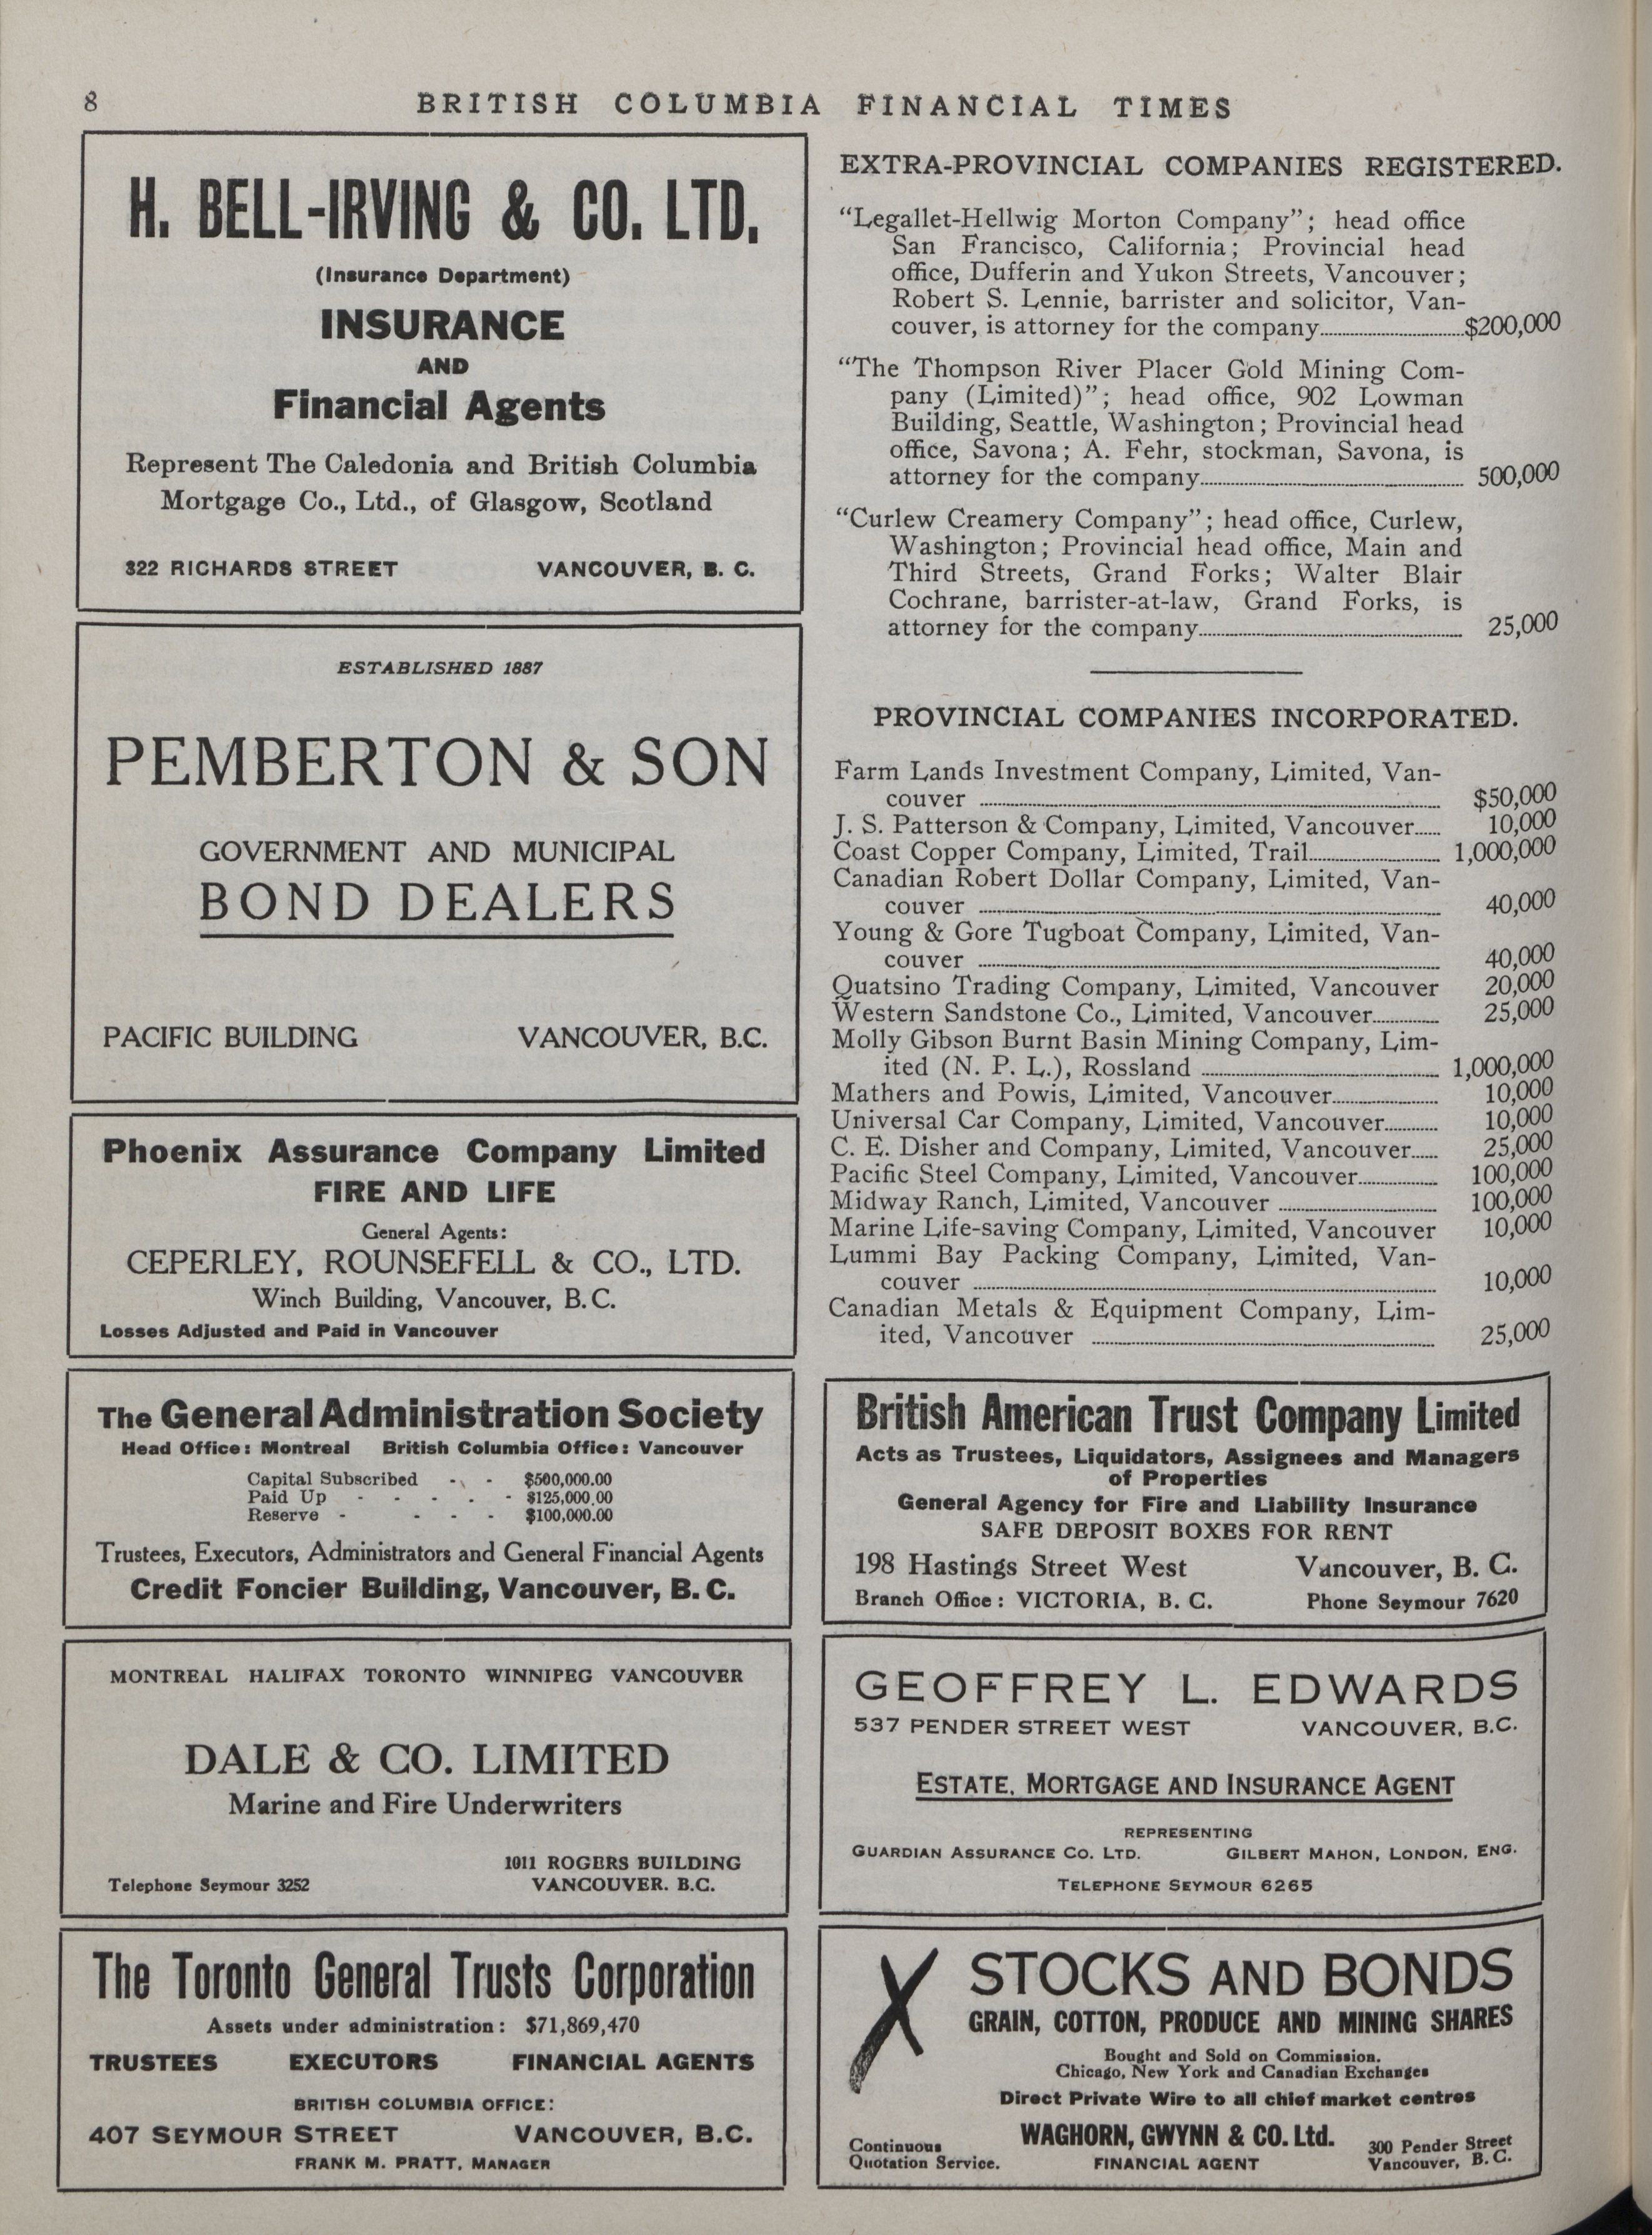 8
BRITISH COLUMBIA FINANCIAL TIMES
H. BELL-IRVING & CO. LTD.
(Insurance Department)
INSURANCE
AND
Financial Agents
Represent The Caledonia and British Columbia
Mortgage Co., Ltd., of Glasgow, Scotland
322 RICHARDS STREET VANCOUVER, B. C.
ESTABLISHED 1887
PEMBERTON & SON
GOVERNMENT AND MUNICIPAL
BOND DEALERS
PACIFIC BUILDING VANCOUVER, B.C.
Phoenix Assurance Company Limited
FIRE AND LIFE
General Agents:
CEPERLEY, ROUNSEFELL & CO., LTD.
Winch Building, Vancouver, B. C.
Losses Adjusted and Paid in Vancouver
The General Administration Society
Head Office: Montreal British Columbia Office: Vancouver
Capital Subscribed - - $500,000.00
Paid Up - - - - - $125,000.00
Reserve - - - - $100,000.00
Trustees, Executors, Administrators and General Financial Agents
Credit Foncier Building, Vancouver, B. C.
MONTREAL HALIFAX TORONTO WINNIPEG VANCOUVER
DALE & CO. LIMITED
Marine and Fire Underwriters
1011 ROGERS BUILDING
Telephone Seymour 3252 VANCOUVER. B.C.
The Toronto General Trusts Corporation
Assets under administration: $71,869,470
TRUSTEES EXECUTORS FINANCIAL AGENTS
BRITISH COLUMBIA OFFICE:
407 SEYMOUR STREET VANCOUVER, B.C.
FRANK M. PRATT, MANAGER
EXTRA-PROVINCIAL COMPANIES REGISTERED.
“Legallet-Hellwig Morton Company”; head office
San Francisco, California; Provincial head
office, Dufferin and Yukon Streets, Vancouver;
Robert S. Lennie, barrister and solicitor, Van-
couver, is attorney for the company $200,000
“The Thompson River Placer Gold Mining Com-
pany (Limited)”; head office, 902 Lowman
Building, Seattle, Washington; Provincial head
office, Savona; A. Fehr, stockman, Savona, is
attorney for the company 500,000
“Curlew Creamery Company”; head office, Curlew,
Washington; Provincial head office, Main and
Third Streets, Grand Forks; Walter Blair
Cochrane, barrister-at-law, Grand Forks, is
attorney for the company 25,000
PROVINCIAL COMPANIES INCORPORATED.
Farm Lands Investment Company, Limited, Van-
couver $50,000
J. S. Patterson & Company, Limited, Vancouver 10,000
Coast Copper Company, Limited, Trail 1,000,000
Canadian Robert Dollar Company, Limited, Van-
couver 40,000
Young & Gore Tugboat Company, Limited, Van-
couver 40,000
Quatsino Trading Company, Limited, Vancouver 20,000
Western Sandstone Co., Limited, Vancouver 25,000
Molly Gibson Burnt Basin Mining Company, Lim-
ited (N. P. L.), Rossland 1,000,000
Mathers and Powis, Limited, Vancouver 10,000
Universal Car Company, Limited, Vancouver 10,000
C. E. Disher and Company, Limited, Vancouver 25,000
Pacific Steel Company, Limited, Vancouver 100,000
Midway Ranch, Limited, Vancouver 100,000
Marine Life-saving Company, Limited, Vancouver 10,000
Lummi Bay Packing Company, Limited, Van-
couver 10,000
Canadian Metals & Equipment Company, Lim-
ited, Vancouver 25,000
British American Trust Company Limited
Acts as Trustees, Liquidators, Assignees and Managers
of Properties
General Agency for Fire and Liability Insurance
SAFE DEPOSIT BOXES FOR RENT
198 Hastings Street West Vancouver, B. C.
Branch Office: VICTORIA, B. C. Phone Seymour 7620
GEOFFREY L. EDWARDS
537 PENDER STREET WEST VANCOUVER, B.C.
ESTATE, MORTGAGE AND INSURANCE AGENT
REPRESENTING
GUARDIAN ASSURANCE CO. LTD. GILBERT MAHON, LONDON, ENG.
TELEPHONE SEYMOUR 6265
X
STOCKS AND BONDS
GRAIN, COTTON, PRODUCE AND MINING SHARES
Bought and Sold on Commission.
Chicago, New York and Canadian Exchanges
Direct Private Wire to all chief market centres
WAGHORN, GWYNN & CO. Ltd.
Continuous 300 Pender Street
Quotation Service. FINANCIAL AGENT Vancouver, B. C.